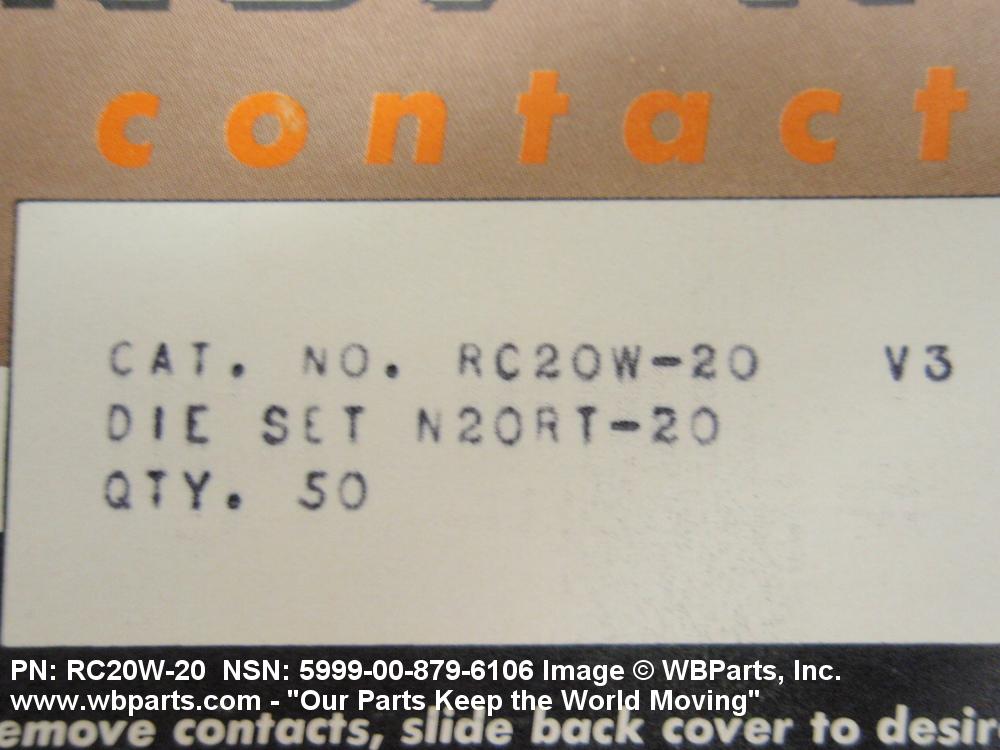 contact
CAT. NO. RC20W-20 V3
DIE SET N20RT-20
QTY. 50
PN: RC20W-20 NSN: 5999-00-879-6106 Image © WBParts, Inc.
www.wbparts.com - "Our Parts Keep the World Moving"
emove contacts, slide back cover to desir